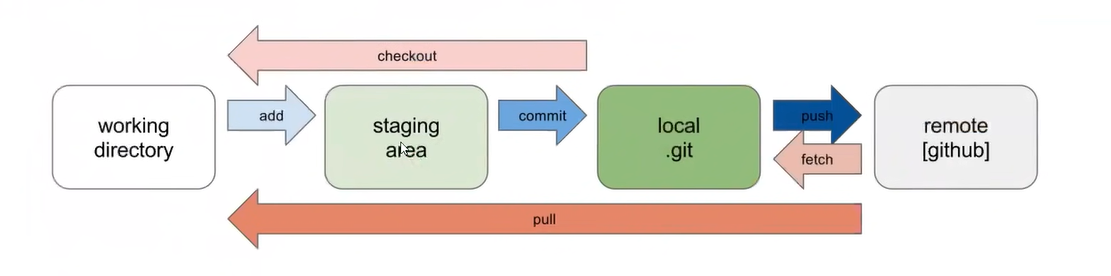 checkout
working
directory
add
staging
area
commit
local
.git
push
fetch
remote
[github]
pull